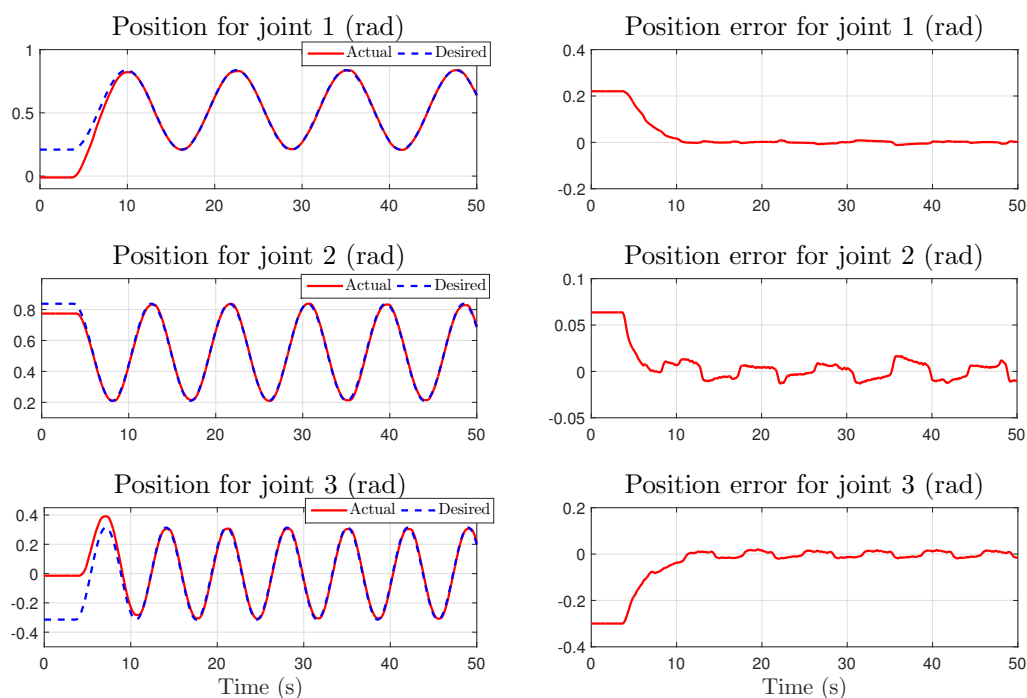 Position for joint 1 (rad)
Actual Desired
1
0.5
0
0 10 20 30 40 50
Position error for joint 1 (rad)
0.4
0.2
0
-0.2
0 10 20 30 40 50
Position for joint 2 (rad)
Actual Desired
0.8
0.6
0.4
0.2
0 10 20 30 40 50
Position error for joint 2 (rad)
0.1
0.05
0
-0.05
0 10 20 30 40 50
Position for joint 3 (rad)
Actual Desired
0.4
0.2
0
-0.2
-0.4
0 10 20 30 40 50
Time (s)
Position error for joint 3 (rad)
0.2
0
-0.2
-0.4
0 10 20 30 40 50
Time (s)